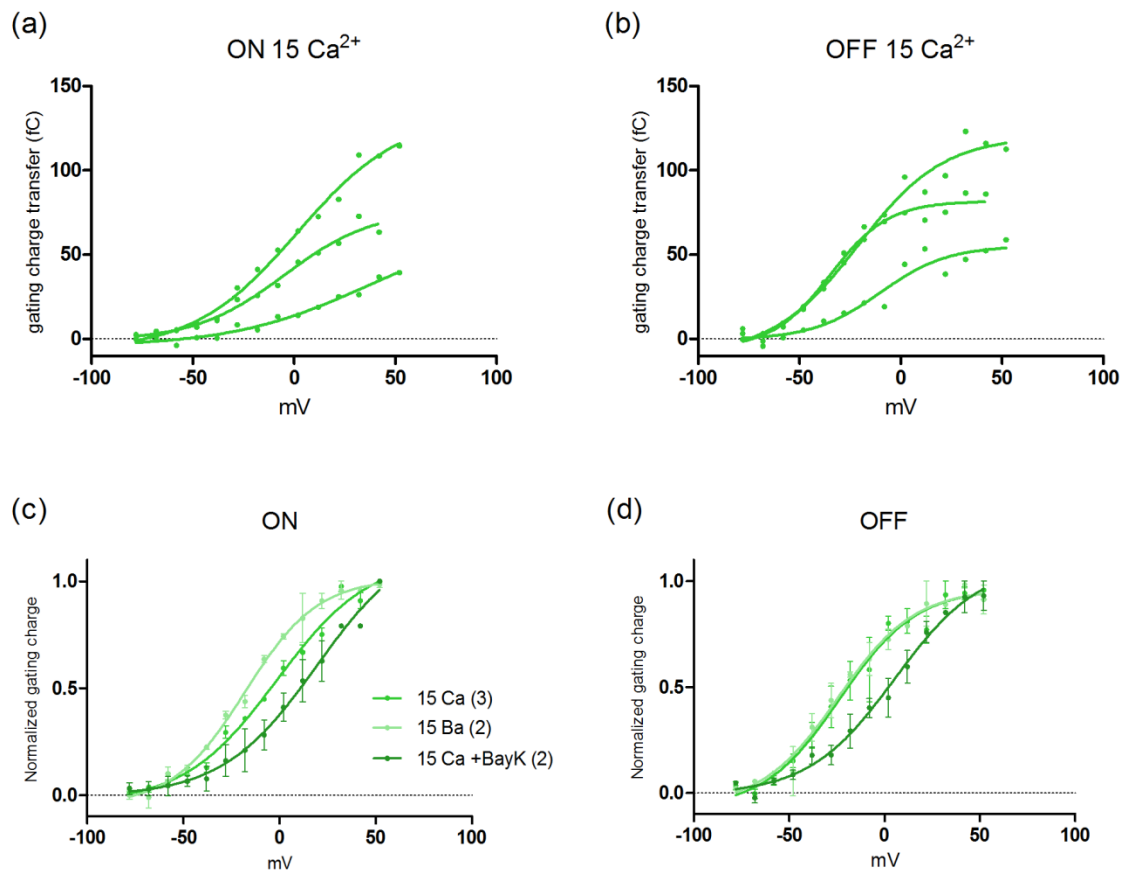 (a)
ON 15 Ca²⁺
gating charge transfer (fC)
150
100
50
0
-100
-50
0
50
100
mV
(b)
OFF 15 Ca²⁺
gating charge transfer (fC)
150
100
50
0
-100
-50
0
50
100
mV
(c)
ON
Normalized gating charge
1.0
0.5
0.0
-100
-50
0
50
100
mV
15 Ca (3)
15 Ba (2)
15 Ca +BayK (2)
(d)
OFF
Normalized gating charge
1.0
0.5
0.0
-100
-50
0
50
100
mV